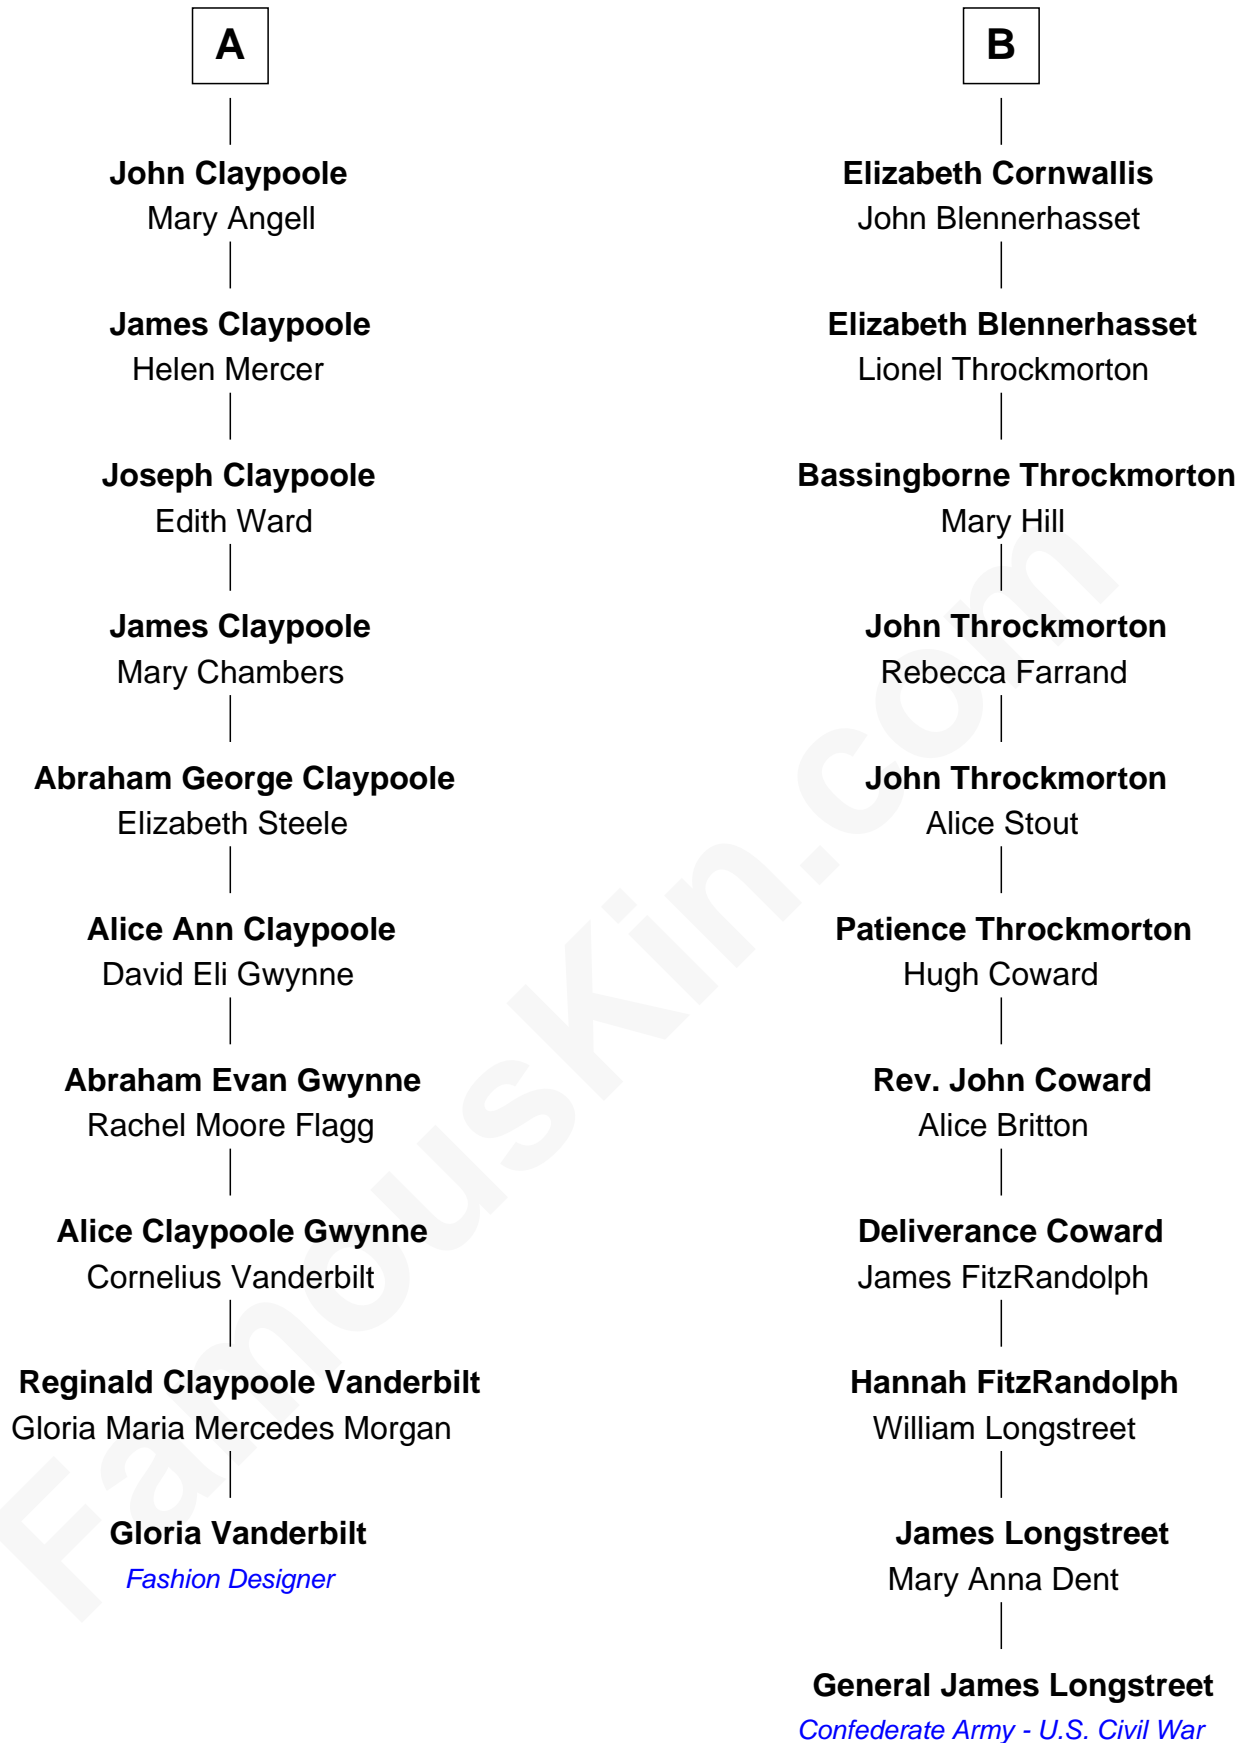 A
John Claypoole
Mary Angell
James Claypoole
Helen Mercer
Joseph Claypoole
Edith Ward
James Claypoole
Mary Chambers
Abraham George Claypoole
Elizabeth Steele
Alice Ann Claypoole
David Eli Gwynne
Abraham Evan Gwynne
Rachel Moore Flagg
Alice Claypoole Gwynne
Cornelius Vanderbilt
Reginald Claypoole Vanderbilt
Gloria Maria Mercedes Morgan
Gloria Vanderbilt
Fashion Designer
B
Elizabeth Cornwallis
John Blennerhasset
Elizabeth Blennerhasset
Lionel Throckmorton
Bassingborne Throckmorton
Mary Hill
John Throckmorton
Rebecca Farrand
John Throckmorton
Alice Stout
Patience Throckmorton
Hugh Coward
Rev. John Coward
Alice Britton
Deliverance Coward
James FitzRandolph
Hannah FitzRandolph
William Longstreet
James Longstreet
Mary Anna Dent
General James Longstreet
Confederate Army - U.S. Civil War
FamousKin.com